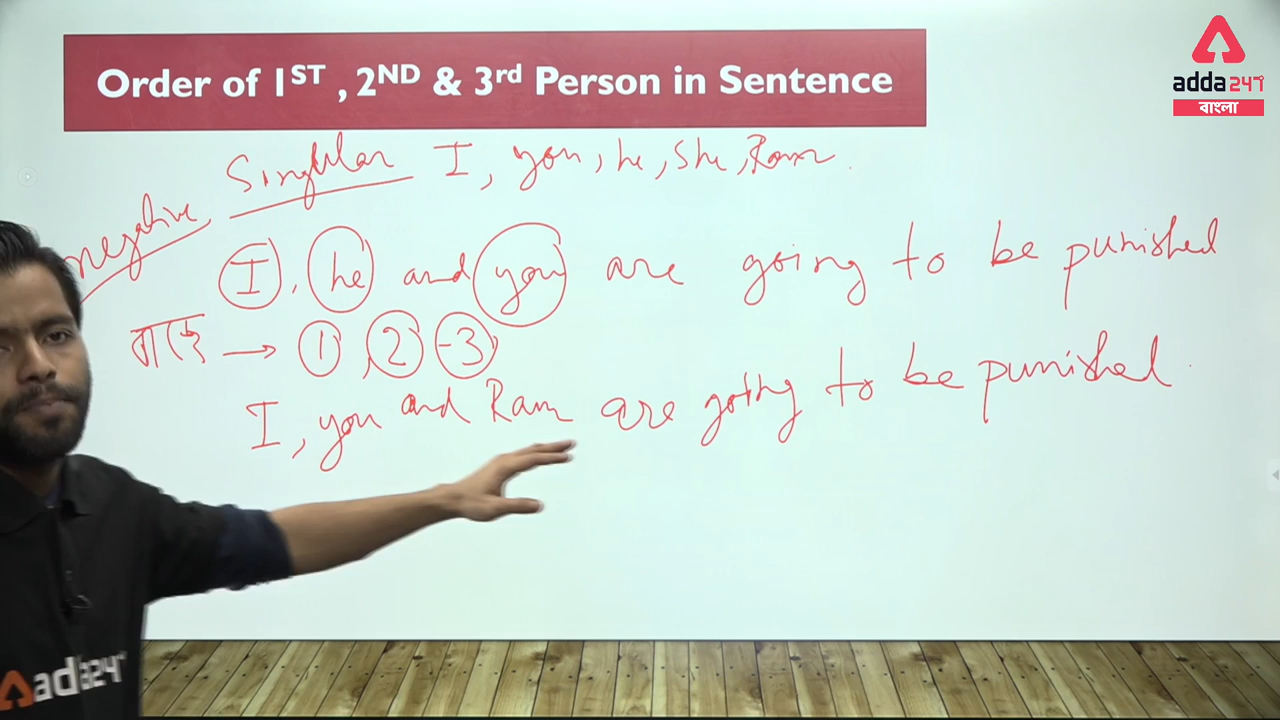 Order of 1ST , 2ND & 3rd Person in Sentence
adda247
বাংলা
Singular I, you, he, She, Ram.
negative
I, he and you are going to be punished
বাজে → 1, 2 3
I, you and Ram are going to be punished.
adda247